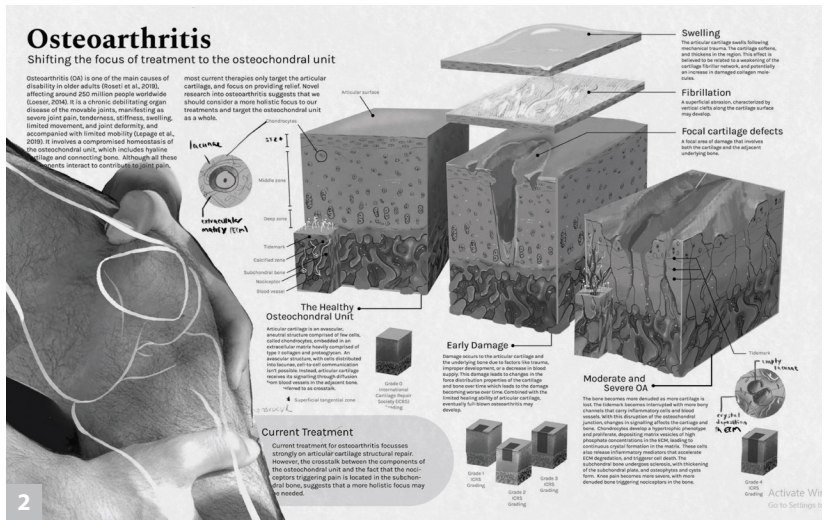 Osteoarthritis
Shifting the focus of treatment to the osteochondral unit
Osteoarthritis (OA) is one of the main causes of
disability in older adults (Roseti et al., 2019),
affecting around 250 million people worldwide
(Loeser, 2014). It is a chronic debilitating organ
disease of the movable joints, manifesting as
severe joint pain, tenderness, stiffness, swelling,
limited movement, and joint deformity, and
accompanied with limited mobility (Lepage et al.,
2019). It involves a compromised homeostasis of
the osteochondral unit, which includes hyaline
cartilage and connecting bone. Although all these
interact to contribute to joint pain,
most current therapies only target the articular
cartilage, and focus on providing relief. Novel
research into osteoarthritis suggests that we
should consider a more holistic focus to our
treatments and target the osteochondral unit
as a whole.
Articular surface
Chondrocytes
lacunae
STZ
extracellular
matrix (ECM)
Middle zone
Deep zone
Tidemark
Calcified zone
Subchondral bone
Nociceptor
Blood vessel
Swelling
The articular cartilage swells following
mechanical trauma. The cartilage softens,
and thickens in the region. This effect is
believed to be related to a weakening of the
cartilage fibrillar network, and potentially
an increase in damaged collagen mole-
cules.
Fibrillation
A superficial abrasion, characterized by
vertical clefts along the cartilage surface
may develop.
Focal cartilage defects
A focal area of damage that involves
both the cartilage and the adjacent
underlying bone.
The Healthy
Osteochondral Unit
Articular cartilage is an avascular,
aneutral structure comprised of few cells,
called chondrocytes, embedded in an
extracellular matrix heavily comprised of
type II collagen and proteoglycan. An
avascular structure, with cells distributed
into lacunae, cell-to-cell communication
isn't possible. Instead, articular cartilage
receives its signalling through diffusion
from blood vessels in the adjacent bone.
referred to as crosstalk.
Superficial tangential zone
Grade 0
International
Cartilage Repair
Society (ICRS)
Grading
Early Damage
Damage occurs to the articular cartilage and
the underlying bone due to factors like trauma,
improper development, or a decrease in blood
supply. This damage leads to changes in the
force distribution properties of the cartilage
and bone over time which leads to the damage
becoming worse over time. Combined with the
limited healing ability of articular cartilage,
eventually full-blown osteoarthritis may
develop.
Grade 1
ICRS
Grading
Grade 2
ICRS
Grading
Grade 3
ICRS
Grading
Moderate and
Severe OA
The bone becomes more denuded as more cartilage is
lost. The tidemark becomes interrupted with more bony
channels that carry inflammatory cells and blood
vessels. With this disruption of the osteochondral
junction, changes in signalling affects the cartilage and
bone. Chondrocytes develop a hypertrophic phenotype
and proliferate, depositing matrix vesicles of high
phosphate concentrations in the ECM, leading to
continuous crystal formation in the matrix. These cells
also release inflammatory mediators that accelerate
ECM degradation, and trigger cell death. The
subchondral bone undergoes sclerosis, with thickening
of the subchondral plate, and osteophytes and cysts
form. Knee pain becomes more severe, with more
denuded bone triggering nociceptors in the bone.
Tidemark
empty
lacunae
crystal
Grade 4
ICRS
Grading
Current Treatment
Current treatment for osteoarthritis focusses
strongly on articular cartilage structural repair.
However, the crosstalk between the components of
the osteochondral unit and the fact that the noci-
ceptors triggering pain is located in the subchon-
dral bone, suggests that a more holistic focus may
be needed.
2
Activate Wi
Go to Settings t